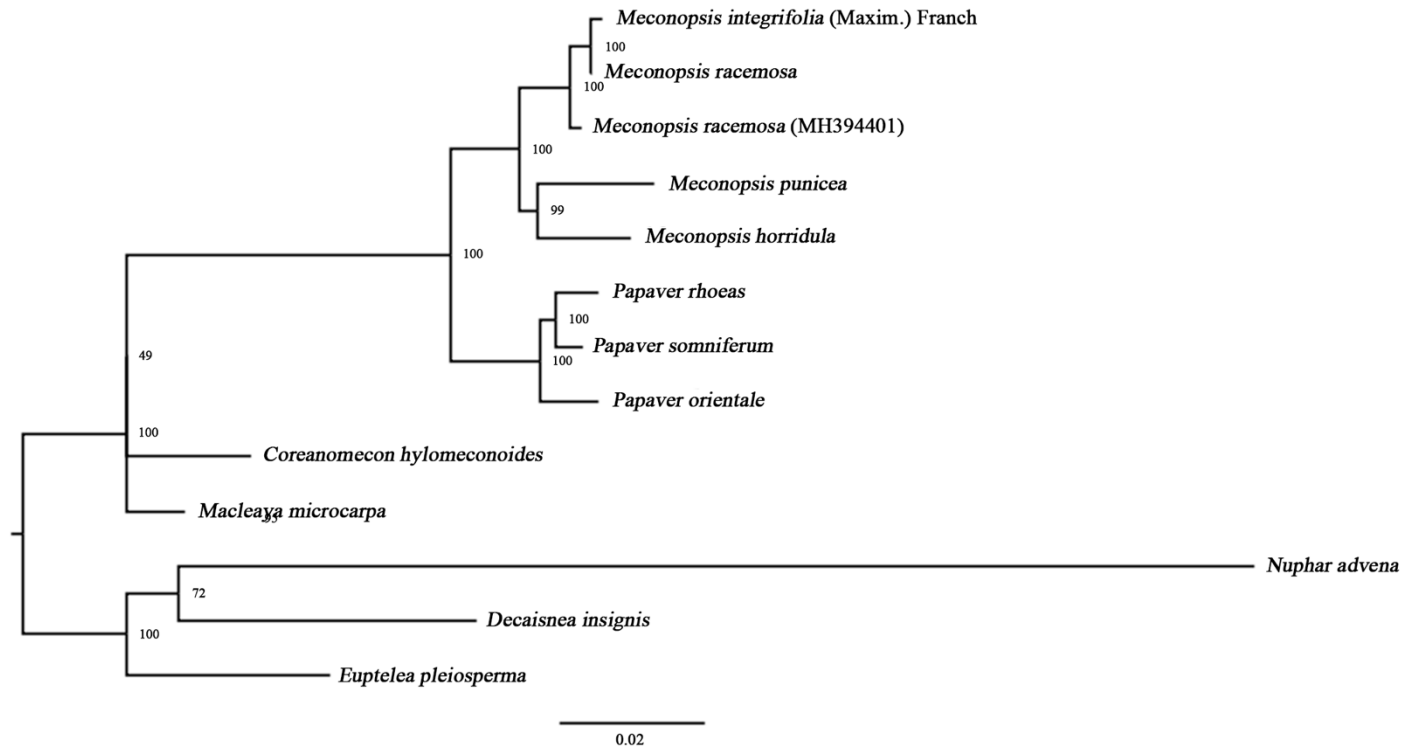 Meconopsis integrifolia (Maxim.) Franch
100
Meconopsis racemosa
100
Meconopsis racemosa (MH394401)
100
Meconopsis punicea
99
Meconopsis horridula
100
Papaver rhoeas
100
Papaver somniferum
100
Papaver orientale
49
100
Coreanomecon hylomeconoides
Macleaya microcarpa
Nuphar advena
72
Decaisnea insignis
100
Euptelea pleiosperma
0.02